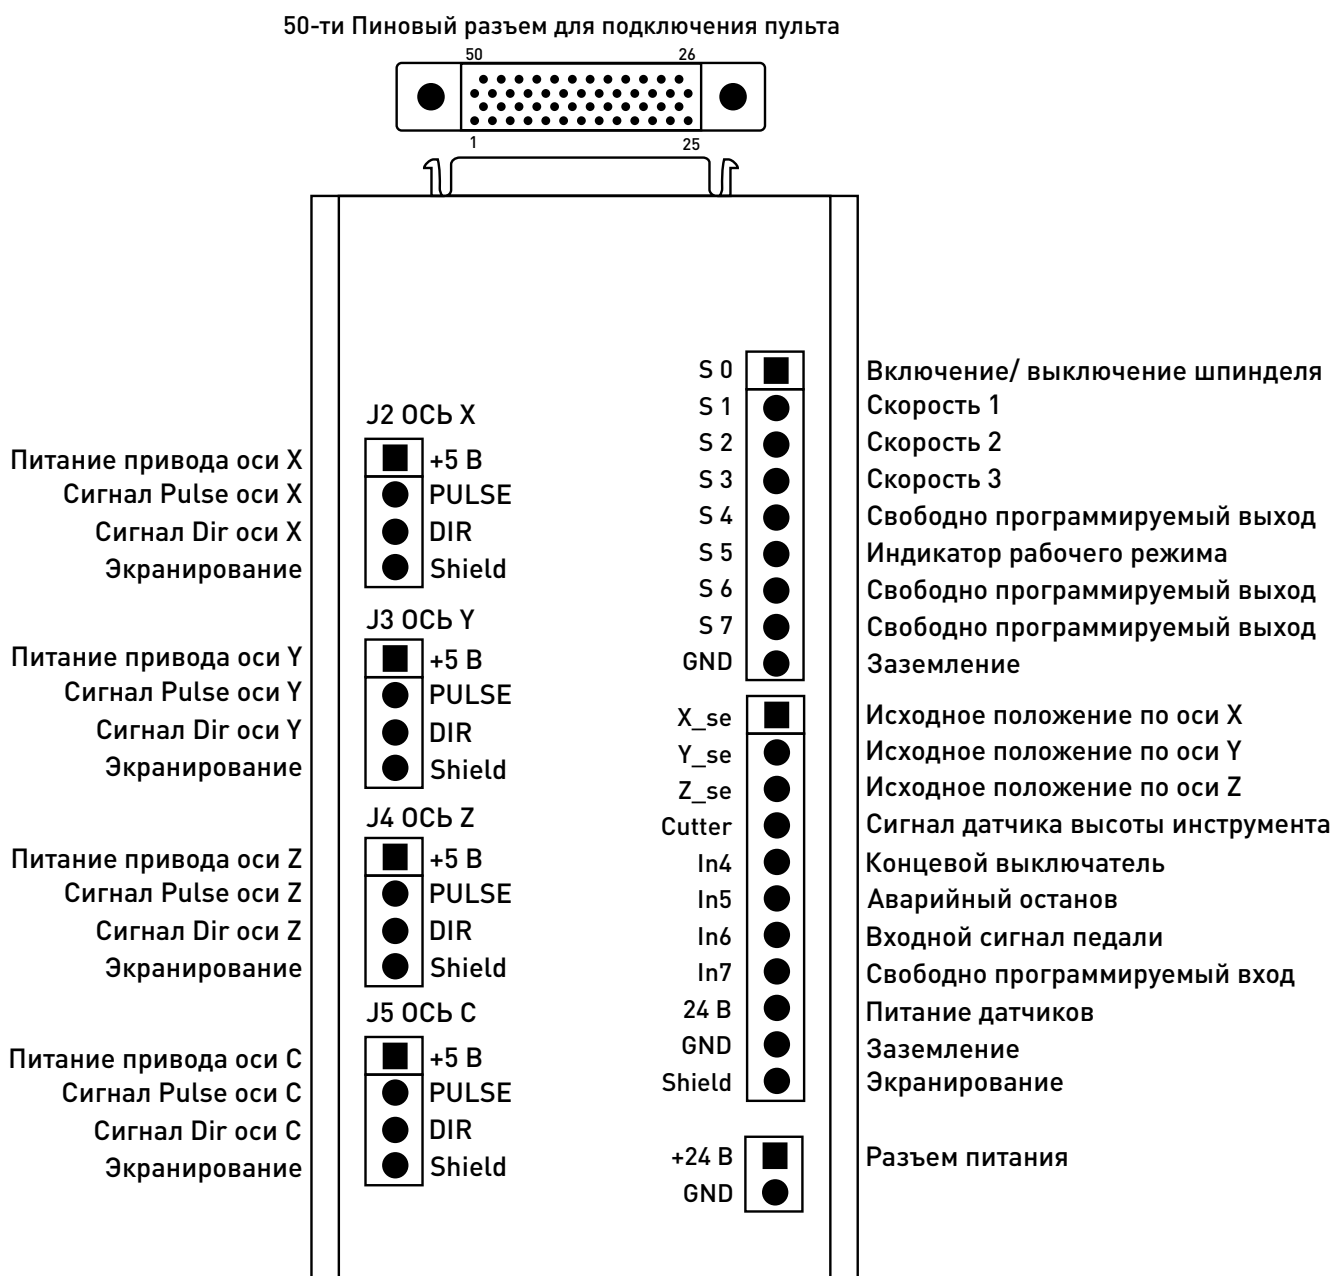 50-ти Пиновый разъем для подключения пульта
50 26
1 25
J2 ОСЬ X
Питание привода оси X +5 В
Сигнал Pulse оси X PULSE
Сигнал Dir оси X DIR
Экранирование Shield
J3 ОСЬ Y
Питание привода оси Y +5 В
Сигнал Pulse оси Y PULSE
Сигнал Dir оси Y DIR
Экранирование Shield
J4 ОСЬ Z
Питание привода оси Z +5 В
Сигнал Pulse оси Z PULSE
Сигнал Dir оси Z DIR
Экранирование Shield
J5 ОСЬ C
Питание привода оси C +5 В
Сигнал Pulse оси C PULSE
Сигнал Dir оси C DIR
Экранирование Shield
S 0 Включение/ выключение шпинделя
S 1 Скорость 1
S 2 Скорость 2
S 3 Скорость 3
S 4 Свободно программируемый выход
S 5 Индикатор рабочего режима
S 6 Свободно программируемый выход
S 7 Свободно программируемый выход
GND Заземление
X_se Исходное положение по оси X
Y_se Исходное положение по оси Y
Z_se Исходное положение по оси Z
Cutter Сигнал датчика высоты инструмента
In4 Концевой выключатель
In5 Аварийный останов
In6 Входной сигнал педали
In7 Свободно программируемый вход
24 В Питание датчиков
GND Заземление
Shield Экранирование
+24 В Разъем питания
GND